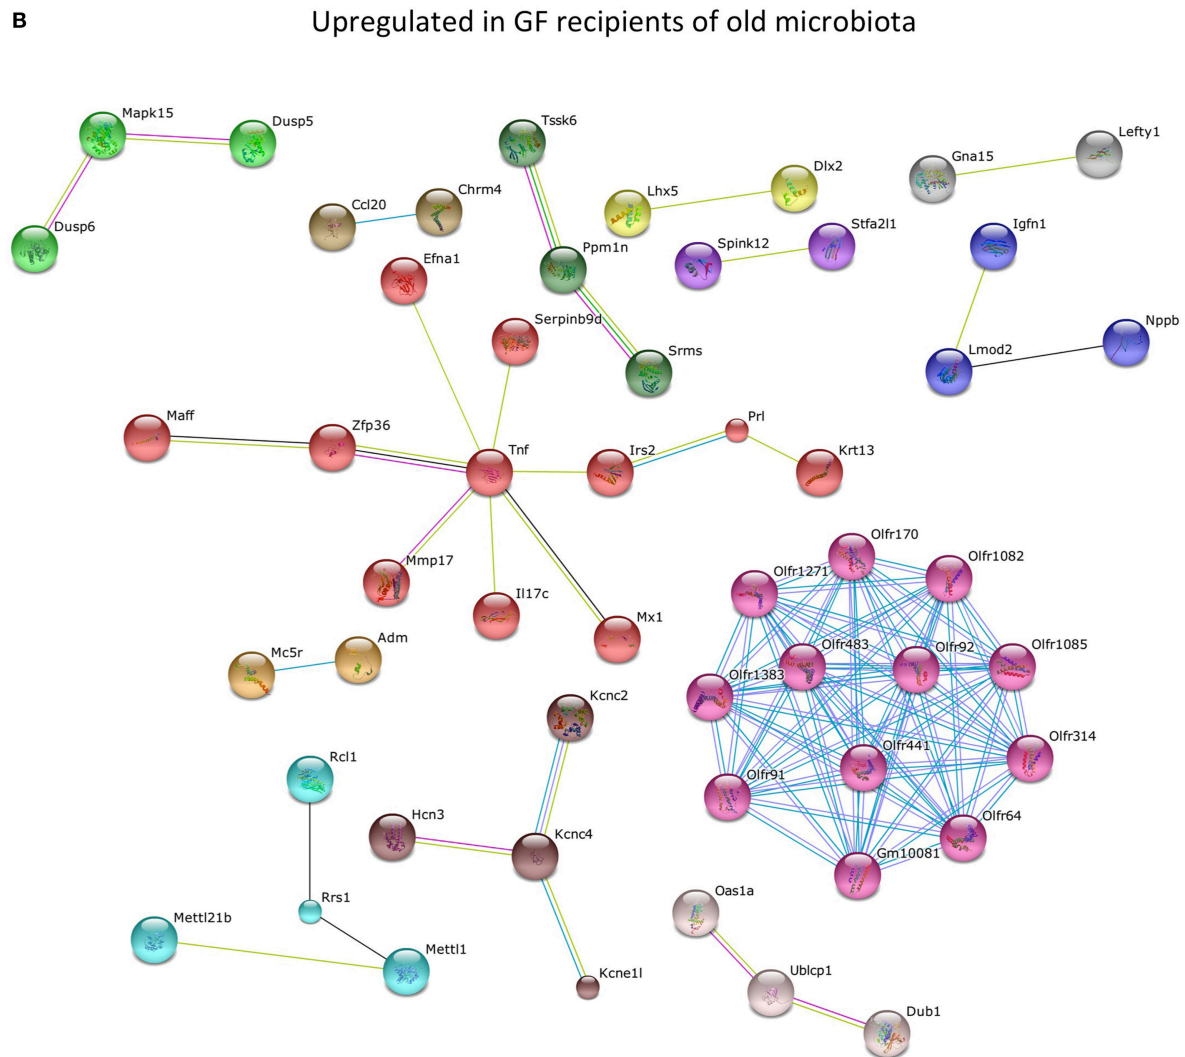 B
Upregulated in GF recipients of old microbiota
Mapk15
Dusp5
Dusp6
Tssk6
Ppm1n
Srms
Ccl20
Chrm4
Lhx5
Dlx2
Spink12
Stfa2l1
Gna15
Lefty1
Igfn1
Lmod2
Nppb
Efna1
Serpinb9d
Maff
Zfp36
Tnf
Irs2
Prl
Krt13
Mmp17
Il17c
Mx1
Mc5r
Adm
Olfr170
Olfr1082
Olfr1271
Olfr483
Olfr92
Olfr1085
Olfr1383
Olfr441
Olfr314
Olfr91
Olfr64
Gm10081
Kcnc2
Hcn3
Kcnc4
Kcne1l
Rcl1
Rrs1
Mettl21b
Mettl1
Oas1a
Ublcp1
Dub1